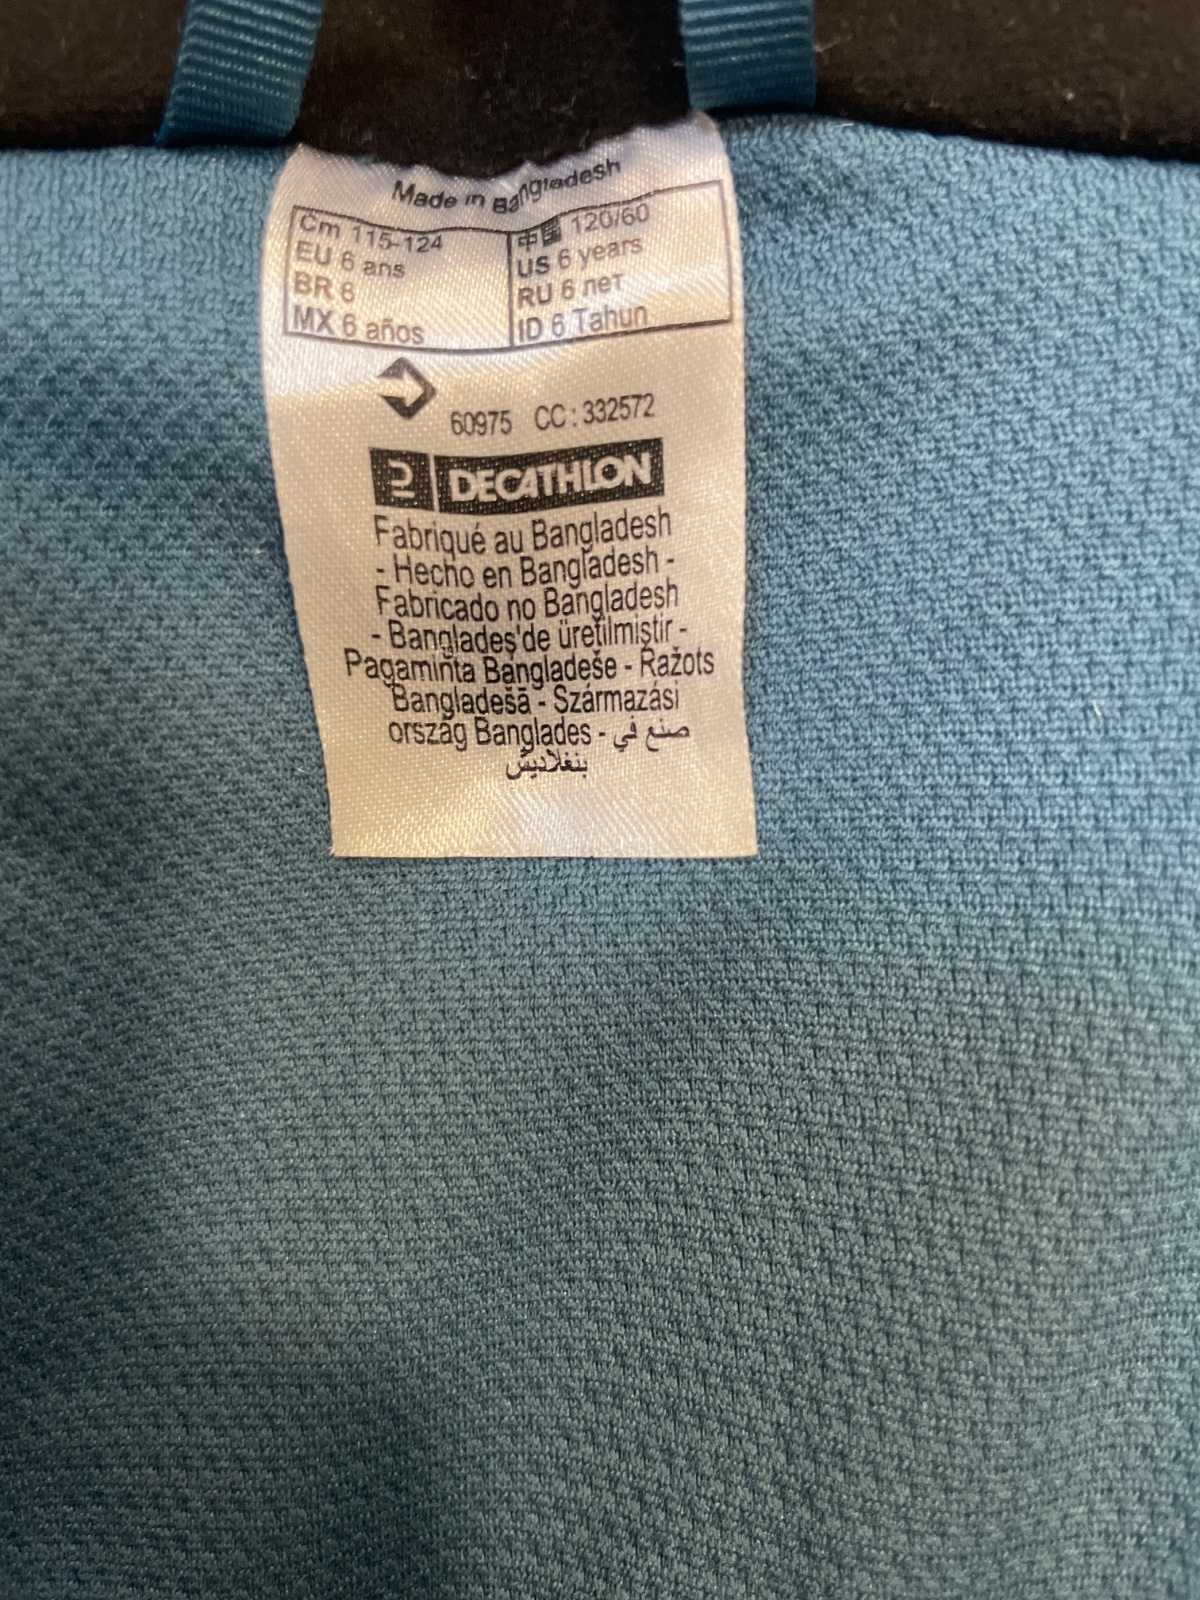 Made in Bangladesh
Cm 115-124
EU 6 ans
BR 6
MX 6 años
中国 120/60
US 6 years
RU 6 лет
ID 6 Tahun
60975 CC : 332572
DECATHLON
Fabriqué au Bangladesh
- Hecho en Bangladesh -
Fabricado no Bangladesh
- Bangladeş'de üretilmiştir -
Pagaminta Bangladeše - Ražots
Bangladešā - Származási
ország Banglades - صنع في
بنغلاديش